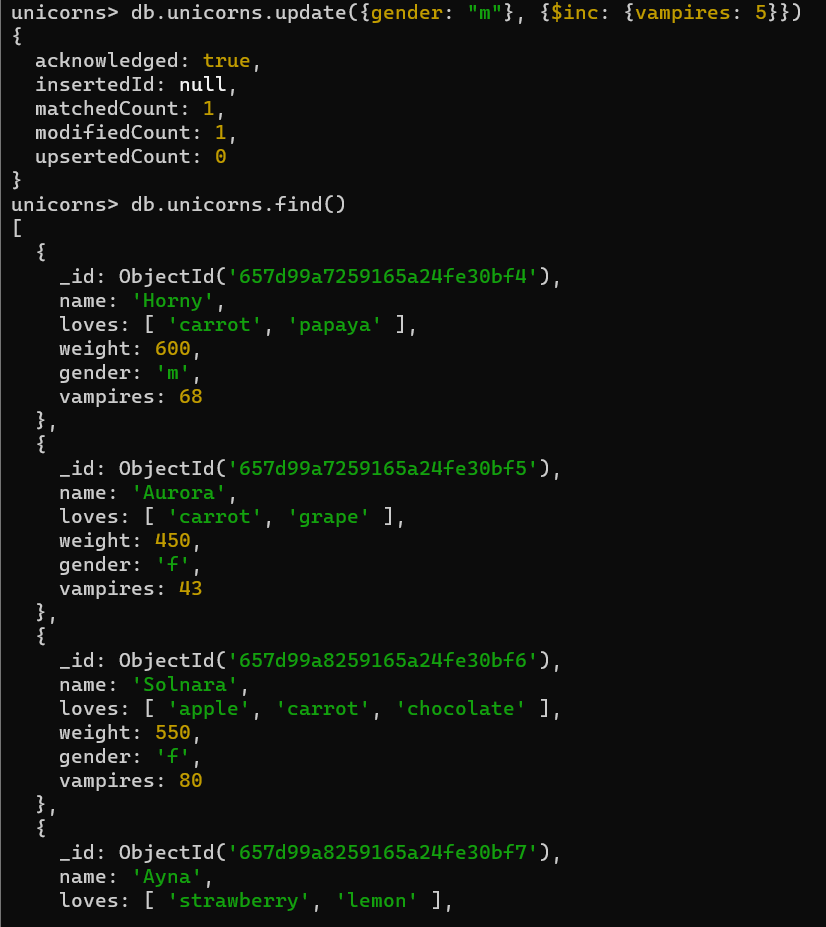 unicorns> db.unicorns.update({gender: "m"}, {$inc: {vampires: 5}})
{
  acknowledged: true,
  insertedId: null,
  matchedCount: 1,
  modifiedCount: 1,
  upsertedCount: 0
}
unicorns> db.unicorns.find()
[
  {
    _id: ObjectId('657d99a7259165a24fe30bf4'),
    name: 'Horny',
    loves: [ 'carrot', 'papaya' ],
    weight: 600,
    gender: 'm',
    vampires: 68
  },
  {
    _id: ObjectId('657d99a7259165a24fe30bf5'),
    name: 'Aurora',
    loves: [ 'carrot', 'grape' ],
    weight: 450,
    gender: 'f',
    vampires: 43
  },
  {
    _id: ObjectId('657d99a8259165a24fe30bf6'),
    name: 'Solnara',
    loves: [ 'apple', 'carrot', 'chocolate' ],
    weight: 550,
    gender: 'f',
    vampires: 80
  },
  {
    _id: ObjectId('657d99a8259165a24fe30bf7'),
    name: 'Ayna',
    loves: [ 'strawberry', 'lemon' ],